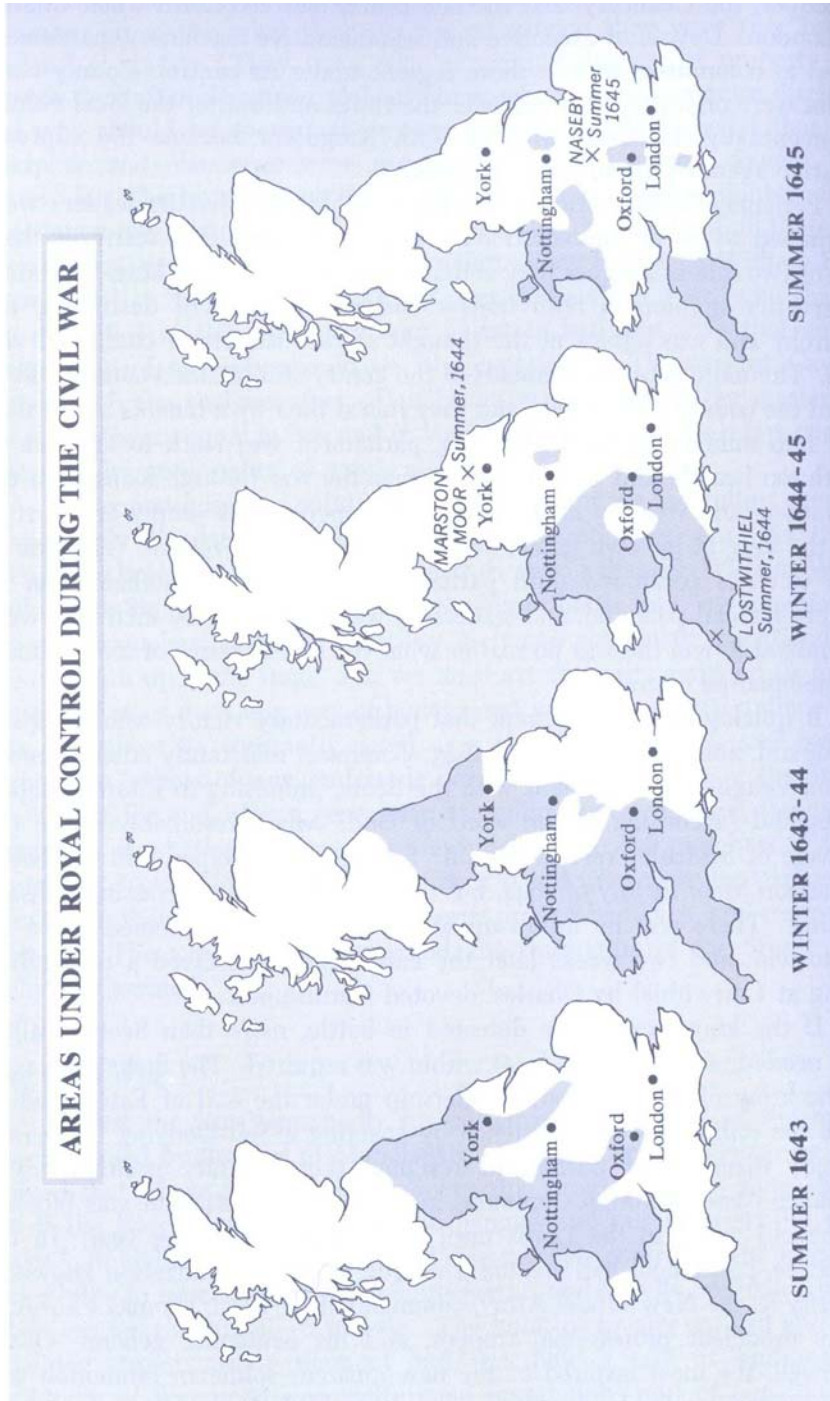 AREAS UNDER ROYAL CONTROL DURING THE CIVIL WAR
York
Nottingham
Oxford
London
SUMMER 1643
York
Nottingham
Oxford
London
WINTER 1643-44
MARSTON
MOOR × Summer, 1644
York
Nottingham
Oxford
London
LOSTWITHIEL
Summer, 1644
WINTER 1644-45
York
Nottingham
NASEBY
× Summer
1645
Oxford
London
SUMMER 1645